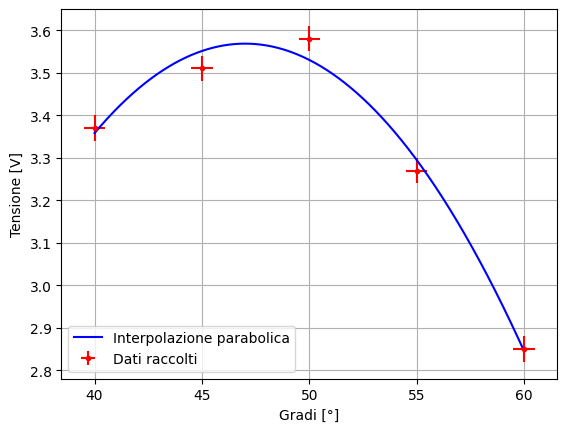 3.6
3.5
3.4
3.3
3.2
3.1
3.0
2.9
2.8
Tensione [V]
Interpolazione parabolica
Dati raccolti
40 45 50 55 60
Gradi [°]